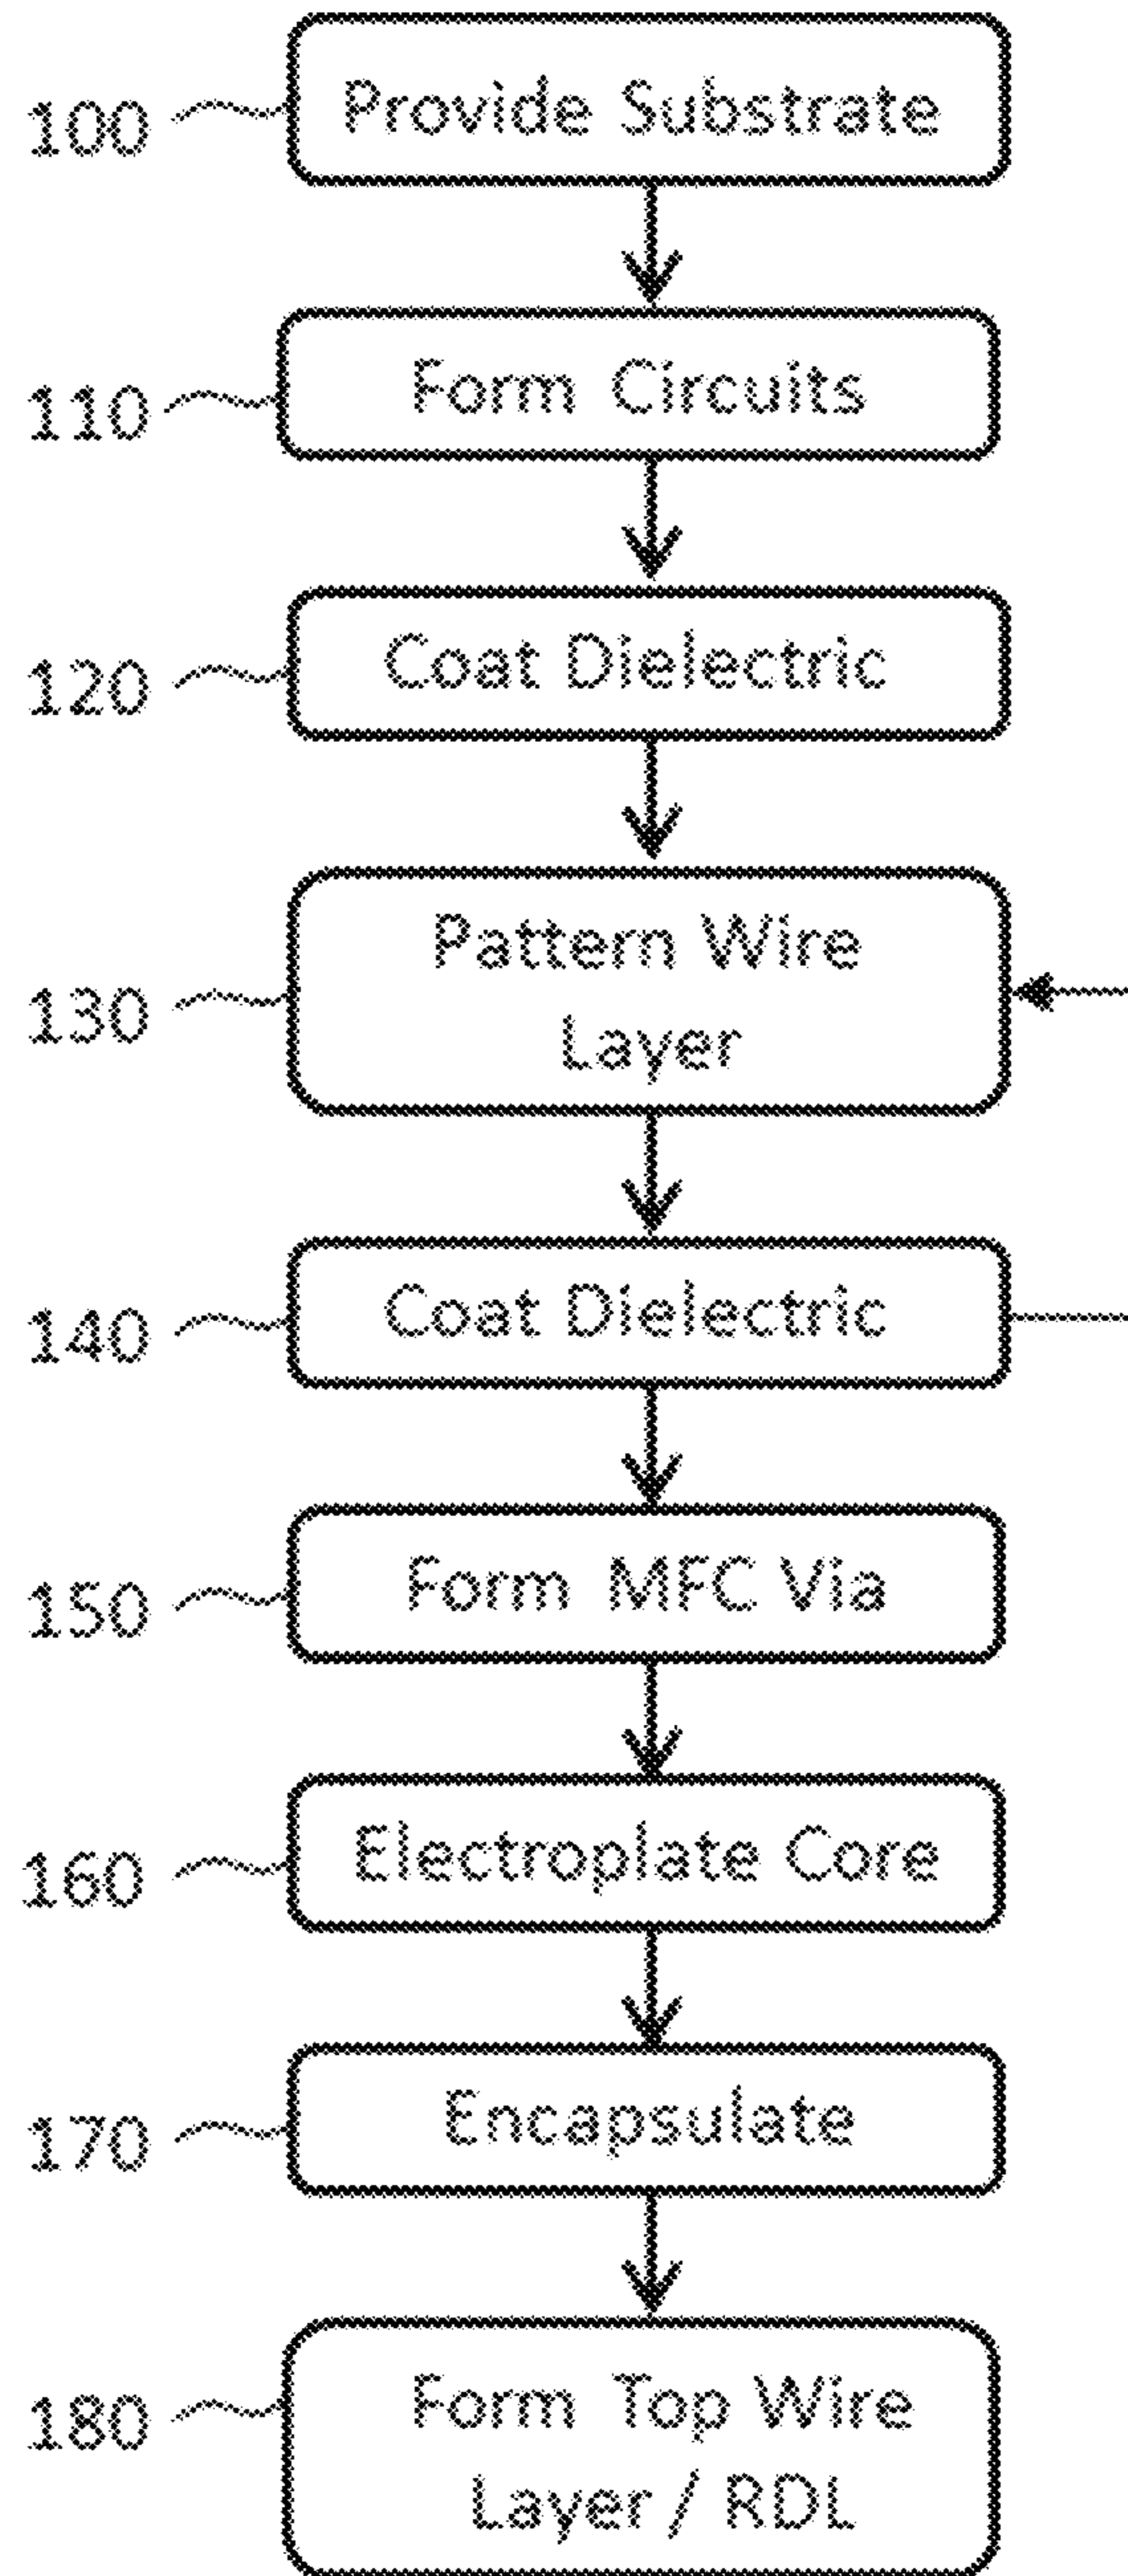 100 Provide Substrate
110 Form Circuits
120 Coat Dielectric
Pattern Wire
130
Layer
140 Coat Dielectric
150 Form MFC Via
160 Electroplate Core
170 Encapsulate
180 Form Top Wire
Layer / RDL